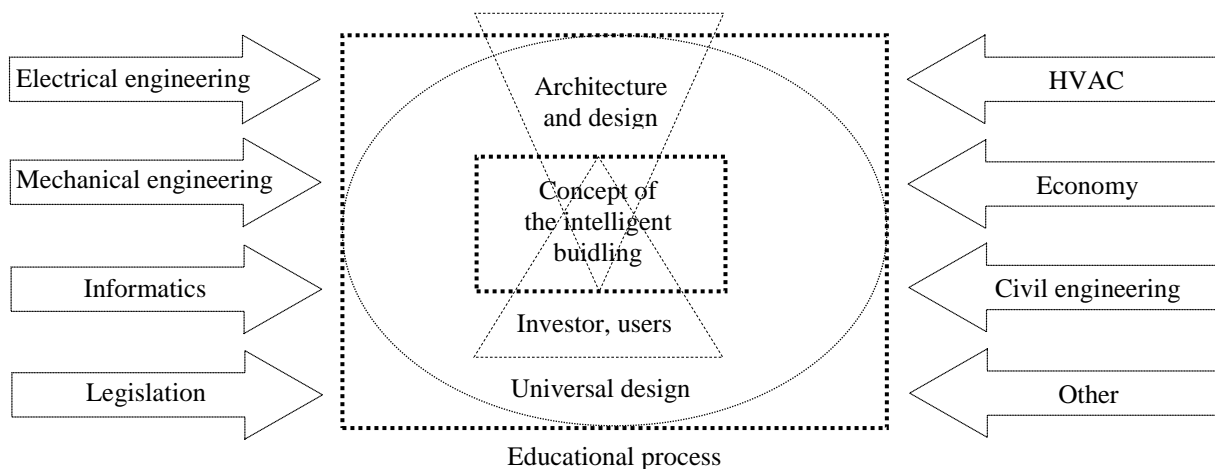 Electrical engineering
Mechanical engineering
Informatics
Legislation
Architecture
and design
Concept of
the intelligent
buidling
Investor, users
Universal design
Educational process
HVAC
Economy
Civil engineering
Other